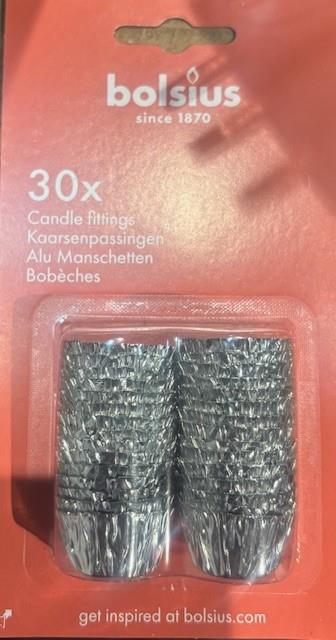 bolsius
since 1870
30x
Candle fittings
Kaarsenpassingen
Alu Manschetten
Bobèches
get inspired at bolsius.com